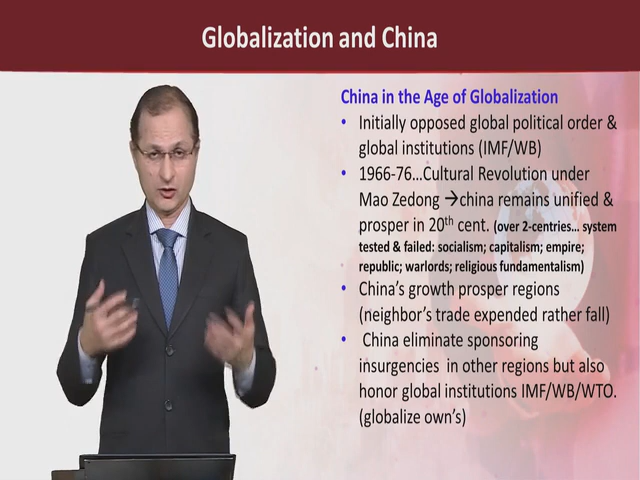 Globalization and China
China in the Age of Globalization
• Initially opposed global political order &
global institutions (IMF/WB)
• 1966-76...Cultural Revolution under
Mao Zedong →china remains unified &
prosper in 20th cent. (over 2-centries... system
tested & failed: socialism; capitalism; empire;
republic; warlords; religious fundamentalism)
• China's growth prosper regions
(neighbor's trade expended rather fall)
• China eliminate sponsoring
insurgencies in other regions but also
honor global institutions IMF/WB/WTO.
(globalize own's)